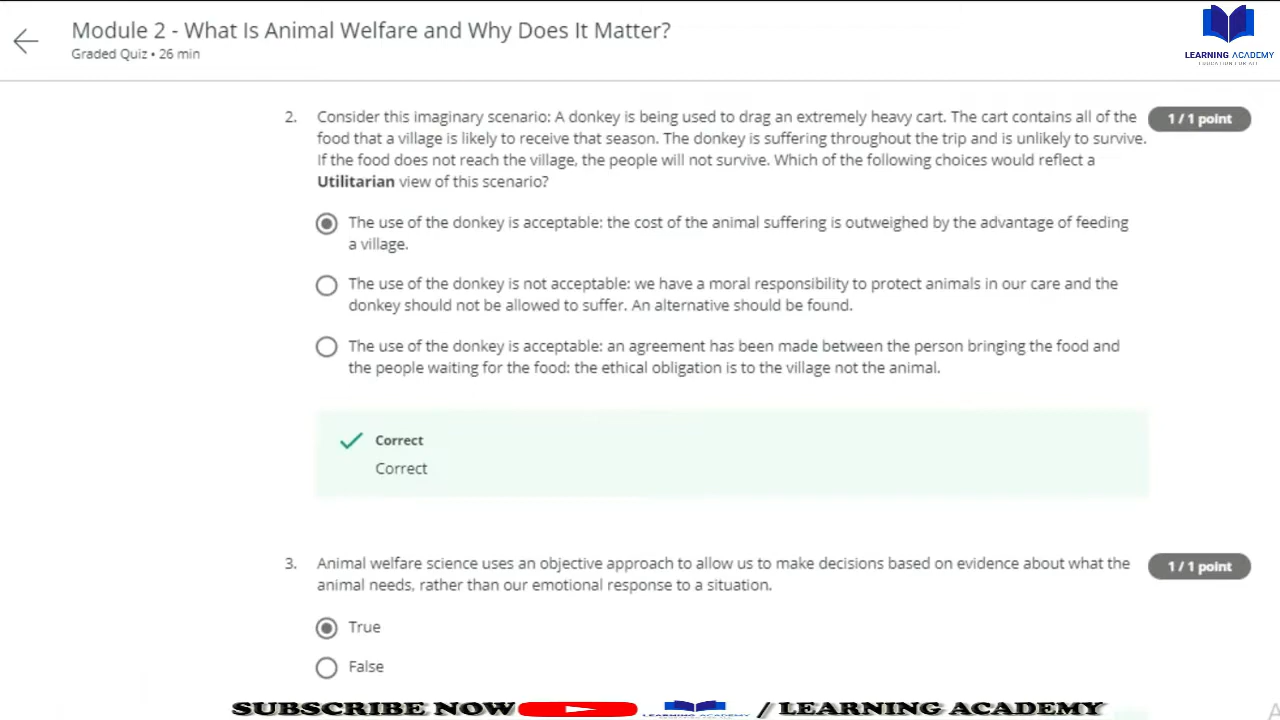 Module 2 - What Is Animal Welfare and Why Does It Matter?
Graded Quiz • 26 min
LEARNING ACADEMY
EDUCATION FOR ALL
2. Consider this imaginary scenario: A donkey is being used to drag an extremely heavy cart. The cart contains all of the
1 / 1 point
food that a village is likely to receive that season. The donkey is suffering throughout the trip and is unlikely to survive.
If the food does not reach the village, the people will not survive. Which of the following choices would reflect a
Utilitarian view of this scenario?
The use of the donkey is acceptable: the cost of the animal suffering is outweighed by the advantage of feeding
a village.
The use of the donkey is not acceptable: we have a moral responsibility to protect animals in our care and the
donkey should not be allowed to suffer. An alternative should be found.
The use of the donkey is acceptable: an agreement has been made between the person bringing the food and
the people waiting for the food: the ethical obligation is to the village not the animal.
Correct
Correct
3. Animal welfare science uses an objective approach to allow us to make decisions based on evidence about what the
1 / 1 point
animal needs, rather than our emotional response to a situation.
True
False
SUBSCRIBE NOW LEARNING ACADEMY / LEARNING ACADEMY
A